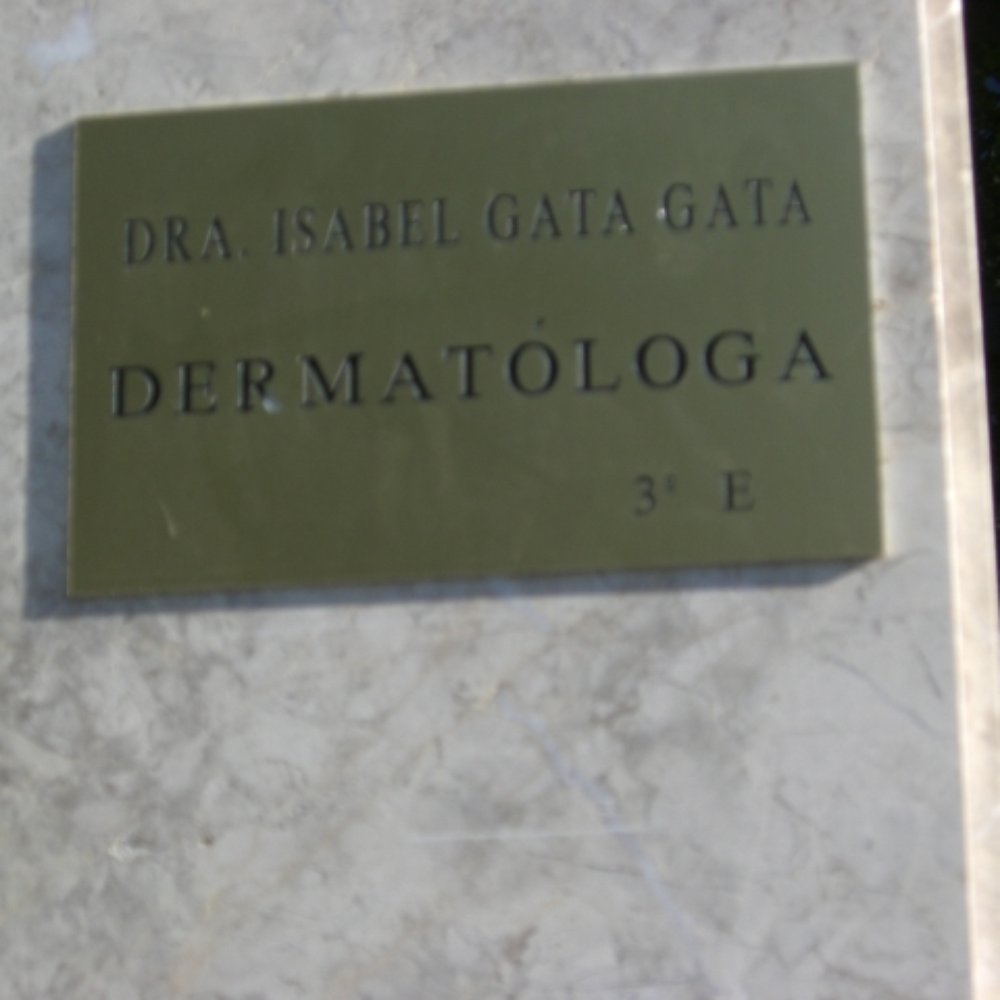 DRA. ISABEL GATA GATA
DERMATÓLOGA
3º E